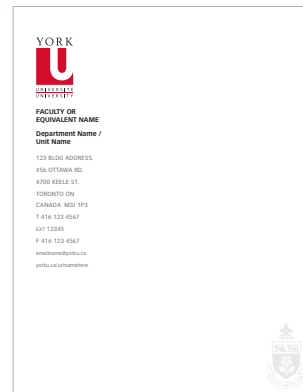 YORK
U
UNIVERSITÉ
UNIVERSITY
FACULTY OR
EQUIVALENT NAME
Department Name /
Unit Name
123 BLDG ADDRESS.
456 OTTAWA RD.
4700 KEELE ST.
TORONTO ON
CANADA M3J 1P3
T 416 123 4567
EXT 12345
F 416 123 4567
emailname@yorku.ca
yorku.ca/urlnamehere